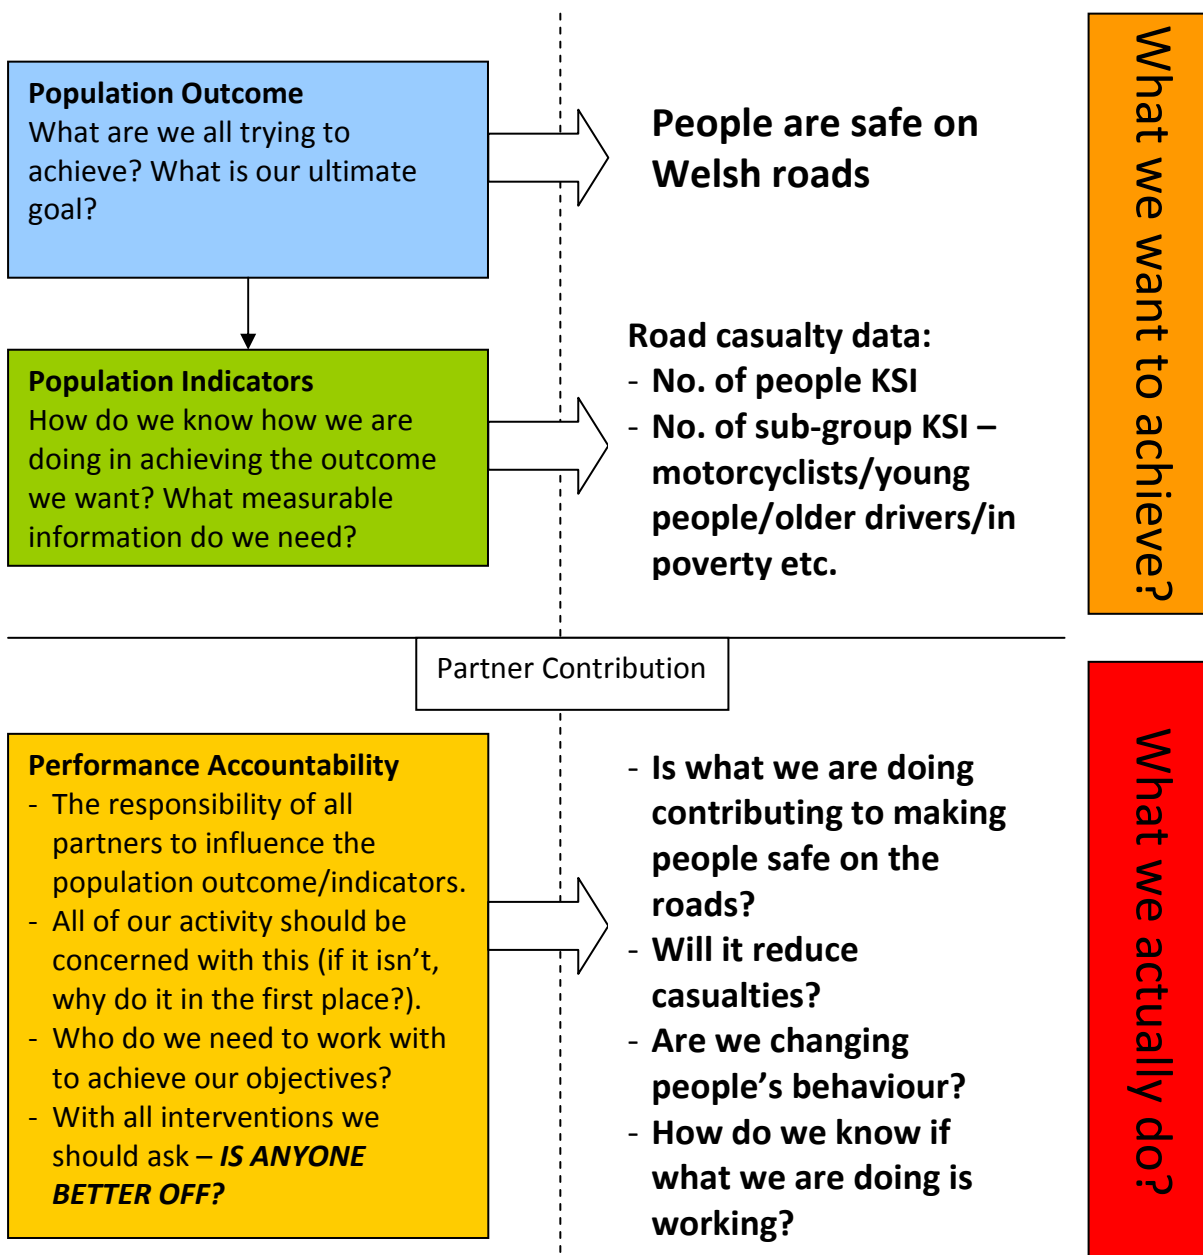 Population Outcome
What are we all trying to
achieve? What is our ultimate
goal?
People are safe on
Welsh roads
Population Indicators
How do we know how we are
doing in achieving the outcome
we want? What measurable
information do we need?
Road casualty data:
- No. of people KSI
- No. of sub-group KSI –
motorcyclists/young
people/older drivers/in
poverty etc.
What we want to achieve?
Partner Contribution
Performance Accountability
- The responsibility of all
partners to influence the
population outcome/indicators.
- All of our activity should be
concerned with this (if it isn’t,
why do it in the first place?).
- Who do we need to work with
to achieve our objectives?
- With all interventions we
should ask – IS ANYONE
BETTER OFF?
- Is what we are doing
contributing to making
people safe on the
roads?
- Will it reduce
casualties?
- Are we changing
people’s behaviour?
- How do we know if
what we are doing is
working?
What we actually do?